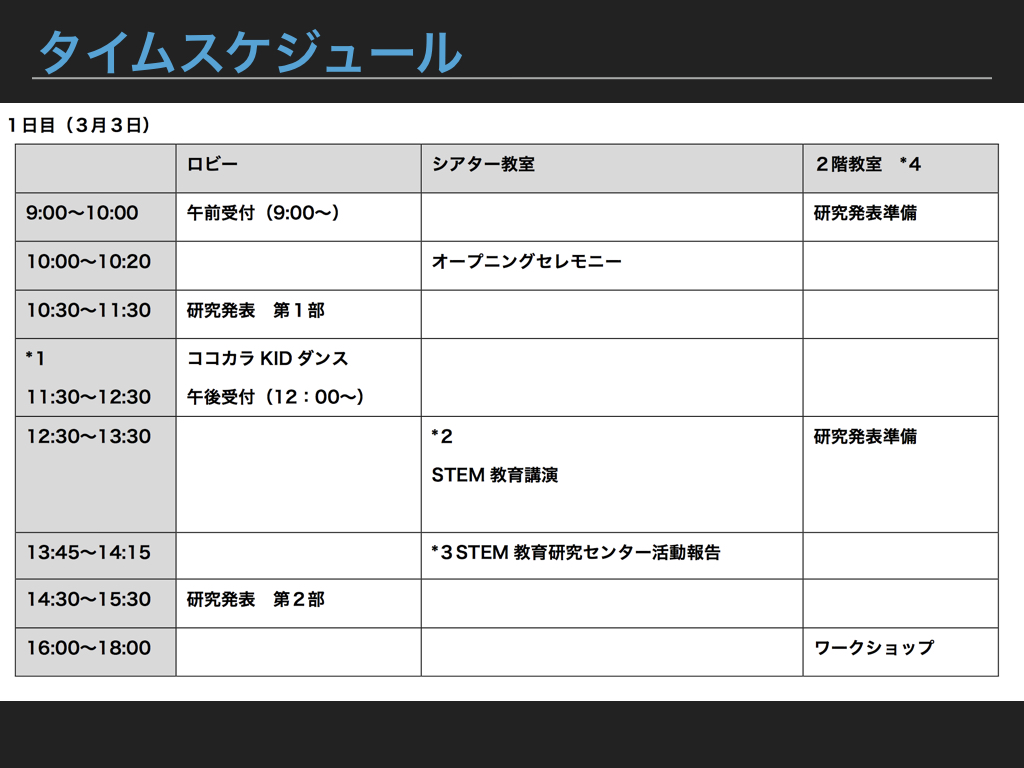 タイムスケジュール
１日目（３月３日）
ロビー シアター教室 ２階教室　*４
9:00〜10:00 午前受付（9:00〜） 研究発表準備
10:00〜10:20 オープニングセレモニー
10:30〜11:30 研究発表　第１部
*１ ココカラ KID ダンス
11:30〜12:30 午後受付（12：00〜）
12:30〜13:30 *２ 研究発表準備
STEM 教育講演
13:45〜14:15 *３STEM 教育研究センター活動報告
14:30〜15:30 研究発表　第２部
16:00〜18:00 ワークショップ